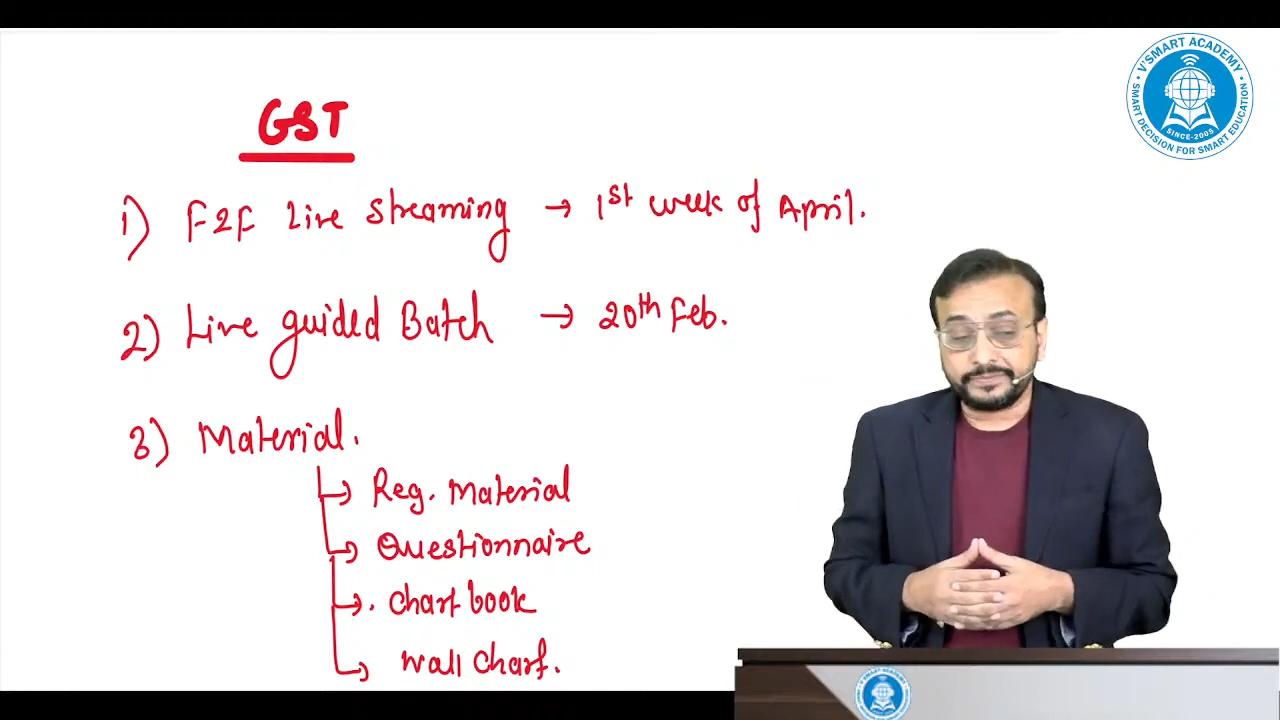 GST
1) F2F Live Streaming → 1st week of April.
2) Live guided Batch → 20th Feb.
3) Material.
→ Reg. Material
→ Questionnaire
→ . Chart book
→ Wall Chart.
V'SMART ACADEMY
SMART DECISION FOR SMART EDUCATION
SINCE-2005